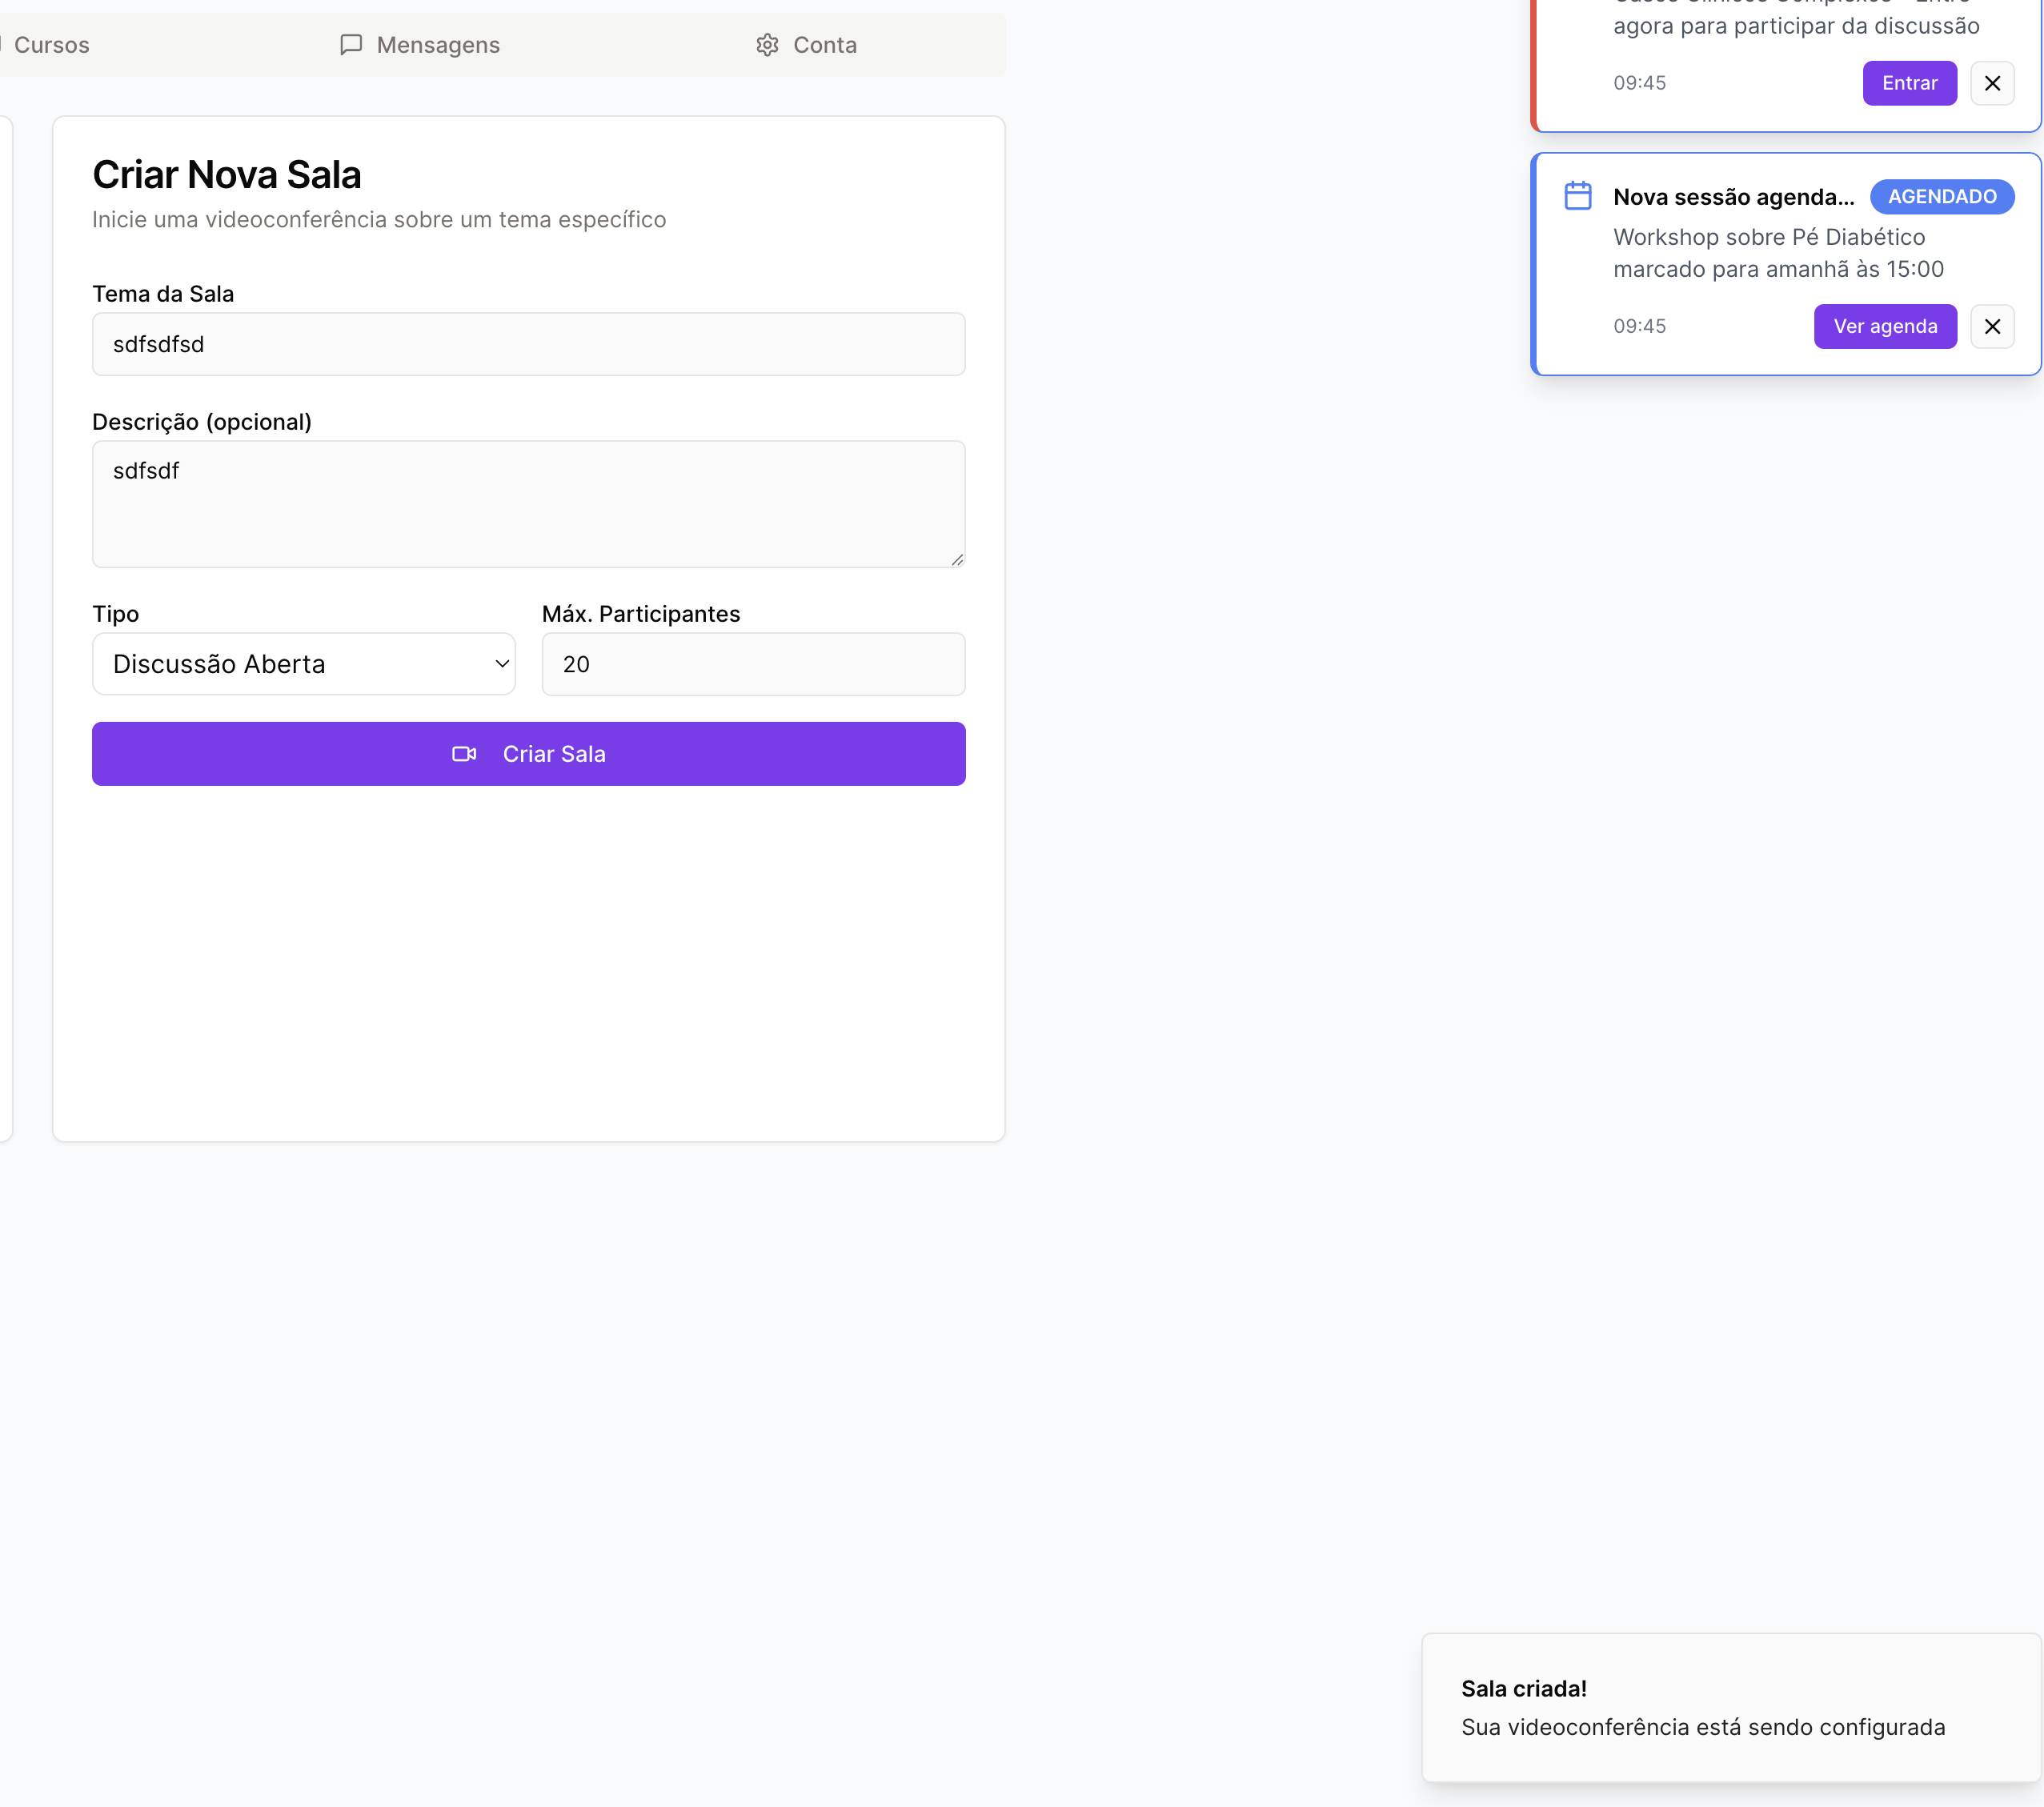 Cursos
Mensagens
Conta
Criar Nova Sala
Inicie uma videoconferência sobre um tema específico
Tema da Sala
sdfsdfsd
Descrição (opcional)
sdfsdf
Tipo
Máx. Participantes
Discussão Aberta
20
Criar Sala
agora para participar da discussão
09:45
Entrar
Nova sessão agenda...
AGENDADO
Workshop sobre Pé Diabético
marcado para amanhã às 15:00
09:45
Ver agenda
Sala criada!
Sua videoconferência está sendo configurada